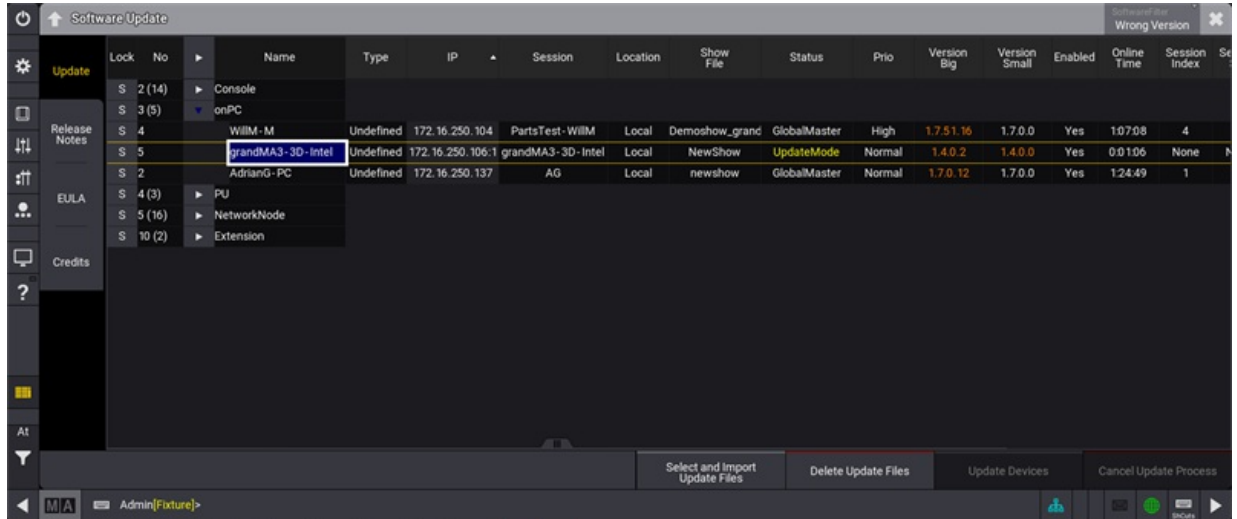 Software Update
SoftwareFilter
Wrong Version
Update
Release
Notes
EULA
Credits
Lock No Name Type IP Session Location Show File Status Prio Version Big Version Small Enabled Online Time Session Index Se
S 2 (14) Console
S 3 (5) onPC
S 4 WillM-M Undefined 172.16.250.104 PartsTest-WillM Local Demoshow_grand GlobalMaster High 1.7.51.16 1.7.0.0 Yes 1:07:08 4
S 5 grandMA3-3D-Intel Undefined 172.16.250.106:1 grandMA3-3D-Intel Local NewShow UpdateMode Normal 1.4.0.2 1.4.0.0 Yes 0:01:06 None N
S 2 AdrianG-PC Undefined 172.16.250.137 AG Local newshow GlobalMaster Normal 1.7.0.12 1.7.0.0 Yes 1:24:49 1
S 4 (3) PU
S 5 (16) NetworkNode
S 10 (2) Extension
?
At
Select and Import
Update Files
Delete Update Files
Update Devices
Cancel Update Process
MA Admin[Fixture]>
ShCuts